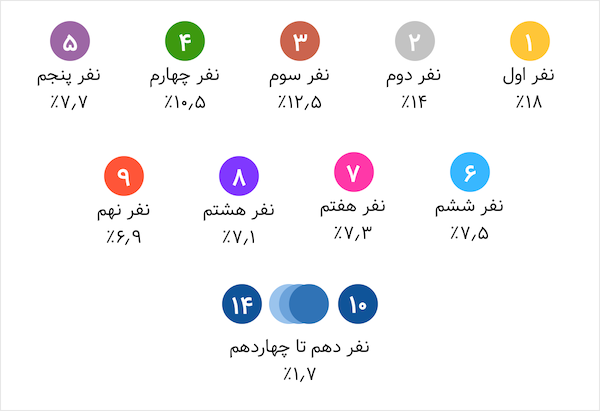 ۱ ۲ ۳ ۴ ۵
نفر اول نفر دوم نفر سوم نفر چهارم نفر پنجم
٪۱۸ ٪۱۴ ٪۱۲٫۵ ٪۱۰٫۵ ٪۷٫۷
۶ ۷ ۸ ۹
نفر ششم نفر هفتم نفر هشتم نفر نهم
٪۷٫۵ ٪۷٫۳ ٪۷٫۱ ٪۶٫۹
۱۰ ۱۴
نفر دهم تا چهاردهم
٪۱٫۷